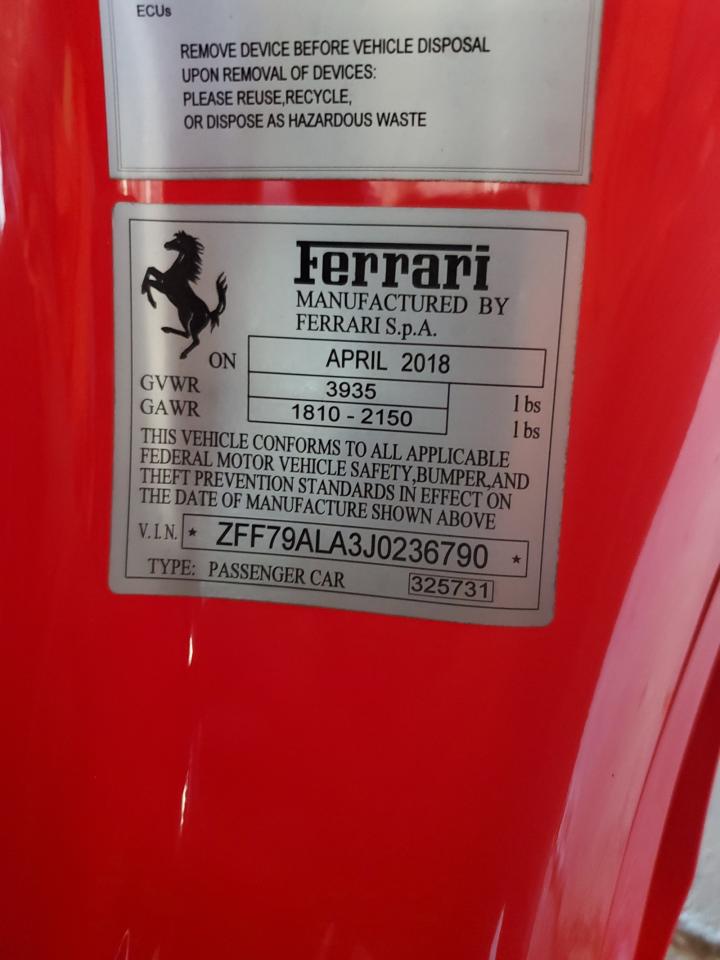 ECUs
REMOVE DEVICE BEFORE VEHICLE DISPOSAL
UPON REMOVAL OF DEVICES:
PLEASE REUSE,RECYCLE,
OR DISPOSE AS HAZARDOUS WASTE
Ferrari
MANUFACTURED BY
FERRARI S.p.A.
ON APRIL 2018
GVWR 3935 lbs
GAWR 1810 - 2150 lbs
THIS VEHICLE CONFORMS TO ALL APPLICABLE
FEDERAL MOTOR VEHICLE SAFETY,BUMPER,AND
THEFT PREVENTION STANDARDS IN EFFECT ON
THE DATE OF MANUFACTURE SHOWN ABOVE
V.I.N. * ZFF79ALA3J0236790 *
TYPE: PASSENGER CAR 325731